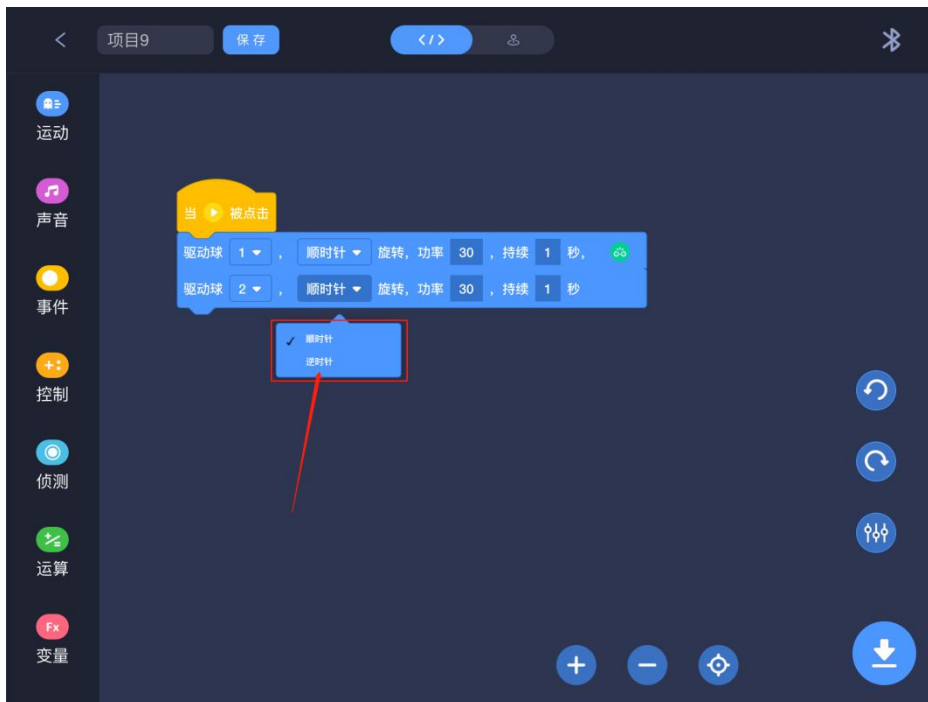 项目9
保存
</>
运动
声音
事件
控制
侦测
运算
Fx
变量
当 被点击
驱动球 1 ， 顺时针 旋转，功率 30 ，持续 1 秒，
驱动球 2 ， 顺时针 旋转，功率 30 ，持续 1 秒
✓ 顺时针
逆时针